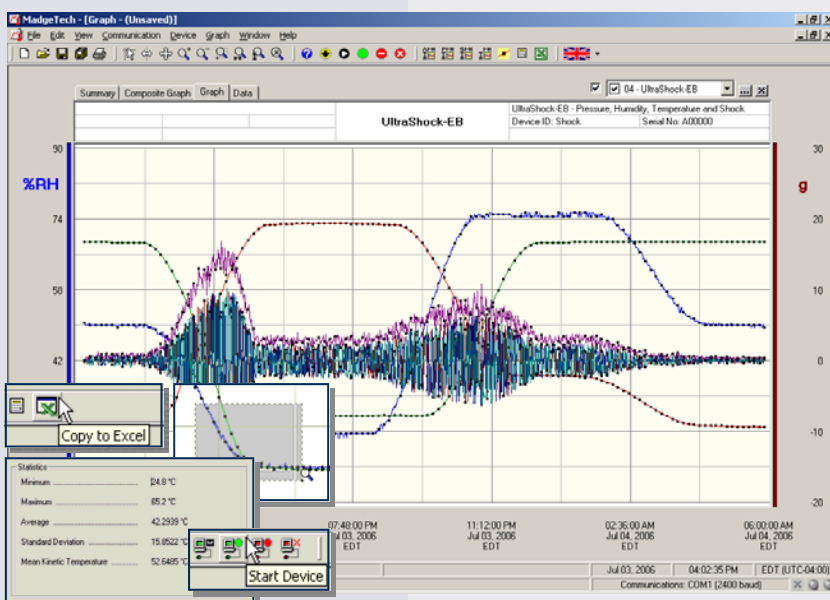 MadgeTech - [Graph - (Unsaved)]
File Edit View Communication Device Graph Window Help
Summary Composite Graph Graph Data
04 - UltraShock-EB
UltraShock-EB
UltraShock-EB - Pressure, Humidity, Temperature and Shock
Device ID: Shock Serial No: A00000
90
%RH
74
58
42
30
g
20
10
0
-10
-20
Copy to Excel
Statistics
Minimum 24.8 °C
Maximum 65.2 °C
Average 42.2939 °C
Standard Deviation 15.8522 °C
Mean Kinetic Temperature 52.6485 °C
Start Device
07:48:00 PM
Jul 03, 2006
EDT
11:12:00 PM
Jul 03, 2006
EDT
02:36:00 AM
Jul 04, 2006
EDT
06:00:00 AM
Jul 04, 2006
EDT
Jul 03, 2006 04:02:35 PM EDT (UTC-04:00)
Communications: COM1 (2400 baud)